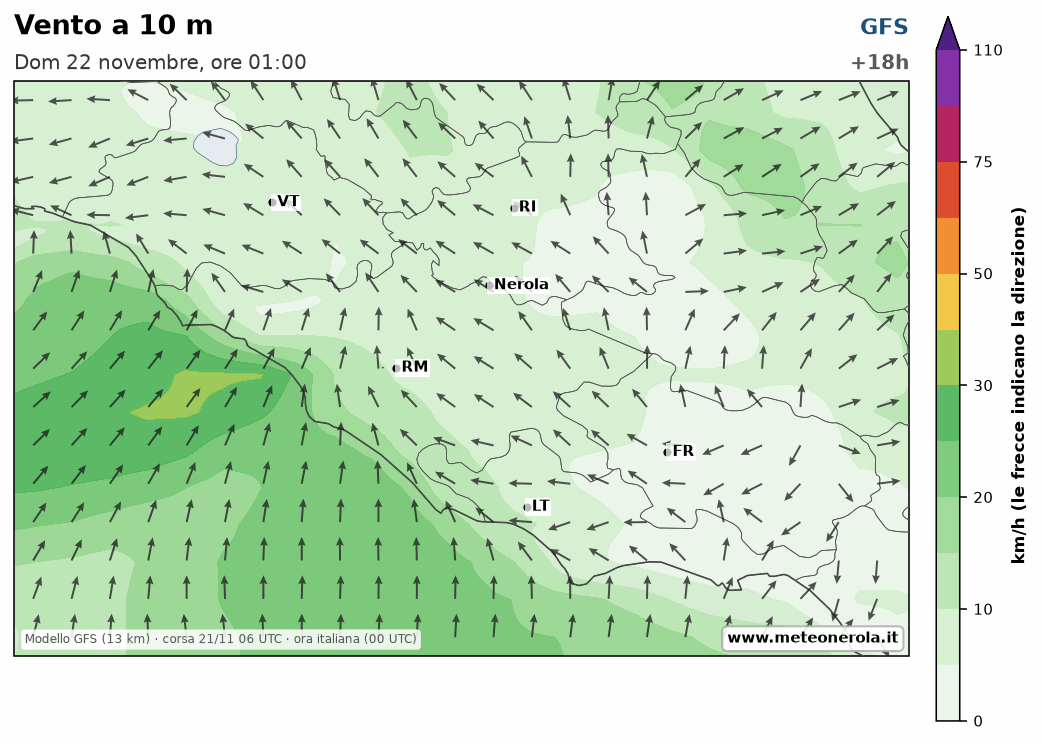 Vento a 10 m
GFS
Dom 22 novembre, ore 01:00
+18h
110
75
50
30
20
10
0
km/h (le frecce indicano la direzione)
VT
RI
Nerola
RM
FR
LT
Modello GFS (13 km) · corsa 21/11 06 UTC · ora italiana (00 UTC)
www.meteonerola.it